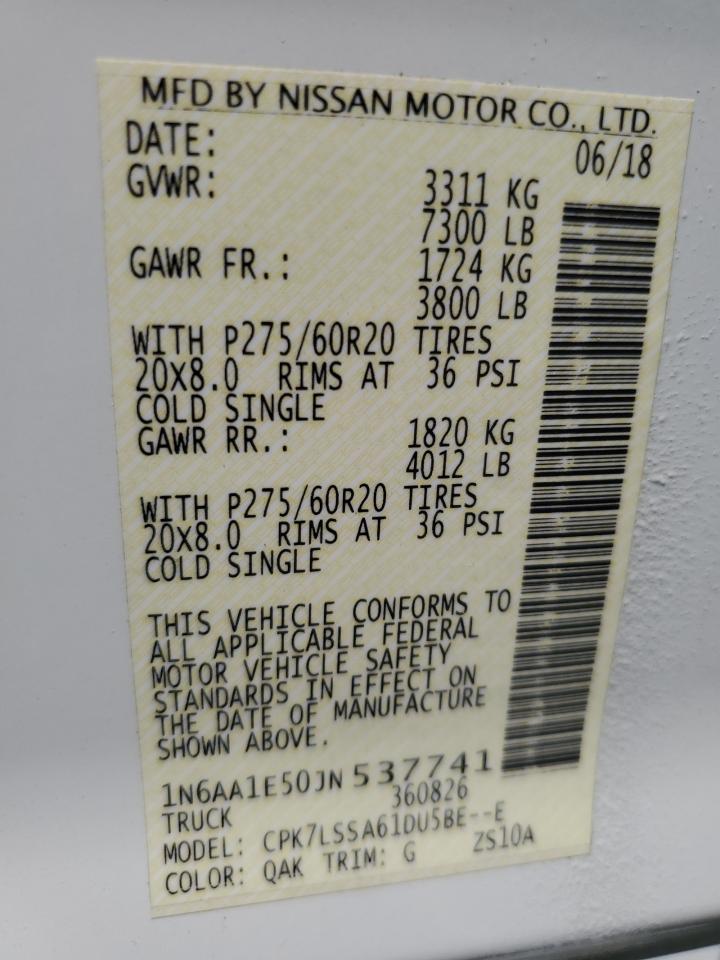 MFD BY NISSAN MOTOR CO., LTD.
DATE: 06/18
GVWR: 3311 KG
7300 LB
GAWR FR.: 1724 KG
3800 LB
WITH P275/60R20 TIRES
20X8.0 RIMS AT 36 PSI
COLD SINGLE
GAWR RR.: 1820 KG
4012 LB
WITH P275/60R20 TIRES
20X8.0 RIMS AT 36 PSI
COLD SINGLE
THIS VEHICLE CONFORMS TO
ALL APPLICABLE FEDERAL
MOTOR VEHICLE SAFETY
STANDARDS IN EFFECT ON
THE DATE OF MANUFACTURE
SHOWN ABOVE.
1N6AA1E50JN537741
TRUCK 360826
MODEL: CPK7LSSA61DU5BE--E
COLOR: QAK TRIM: G ZS10A